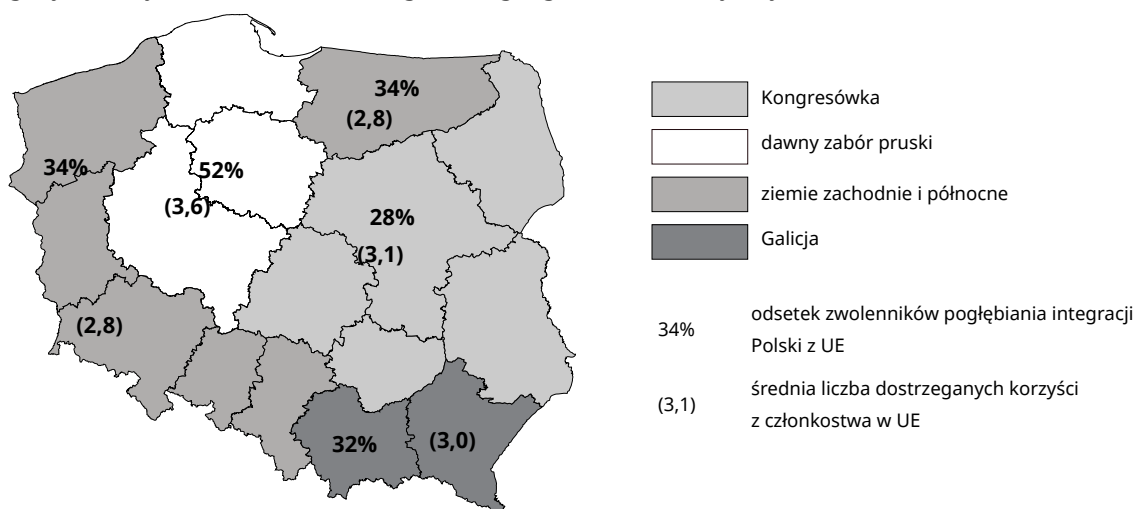 34%
(2,8)
34%
52%
(3,6)
28%
(3,1)
(2,8)
32%
(3,0)
Kongresówka
dawny zabór pruski
ziemie zachodnie i północne
Galicja
34%
odsetek zwolenników pogłębiania integracji
Polski z UE
(3,1)
średnia liczba dostrzeganych korzyści
z członkostwa w UE